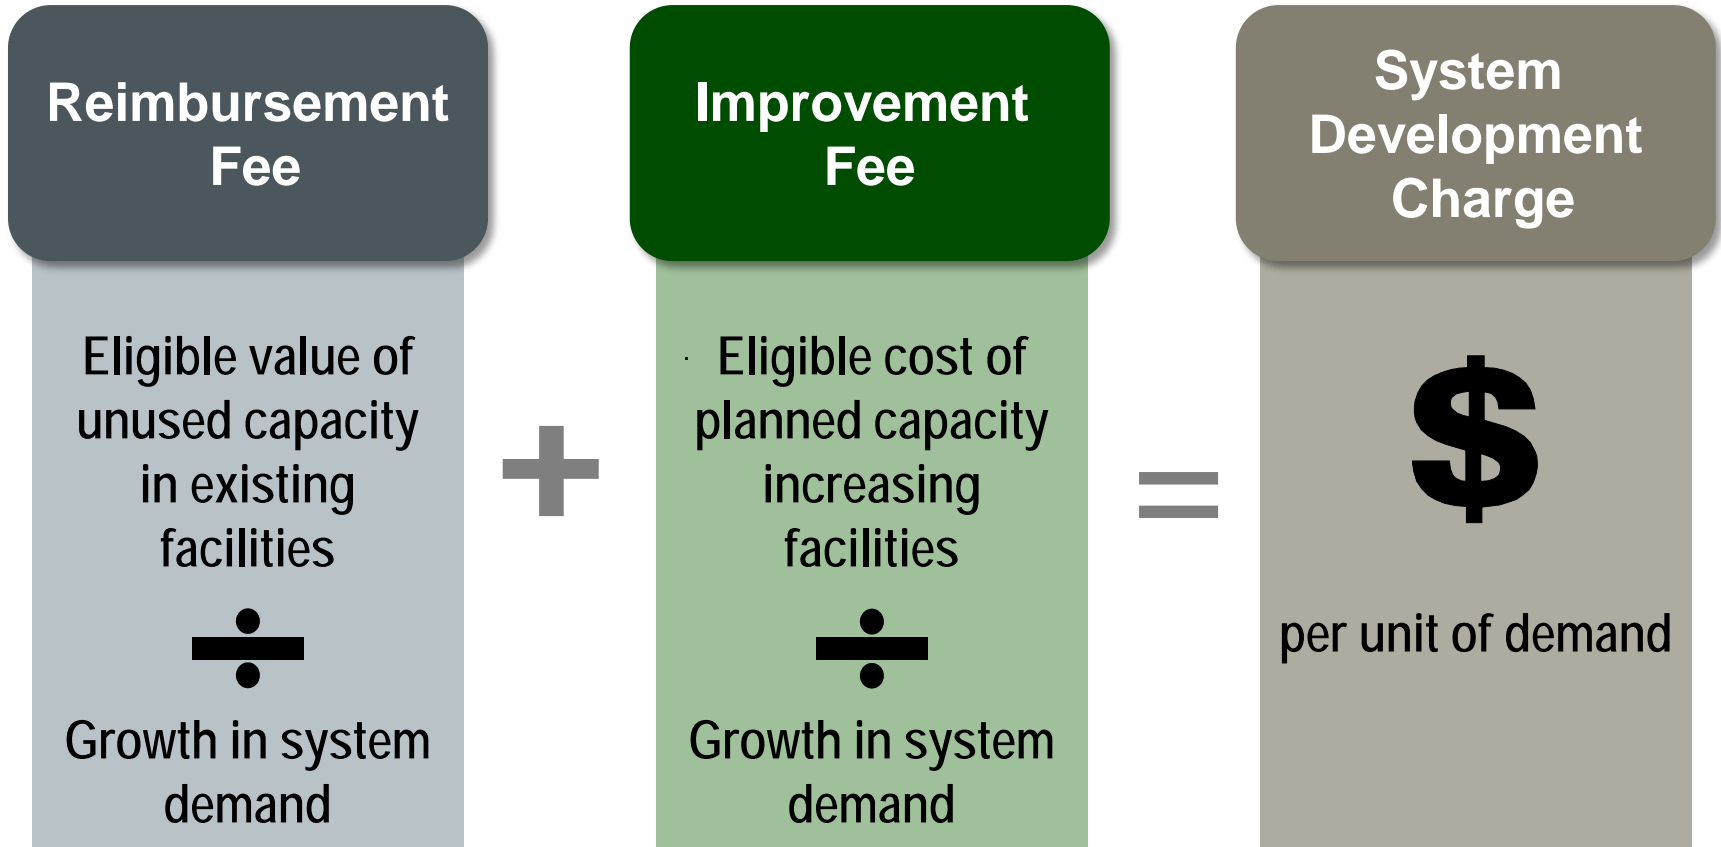 Reimbursement
Fee
Eligible value of
unused capacity
in existing
facilities
÷
Growth in system
demand
+
Improvement
Fee
Eligible cost of
planned capacity
increasing
facilities
÷
Growth in system
demand
=
System
Development
Charge
$
per unit of demand